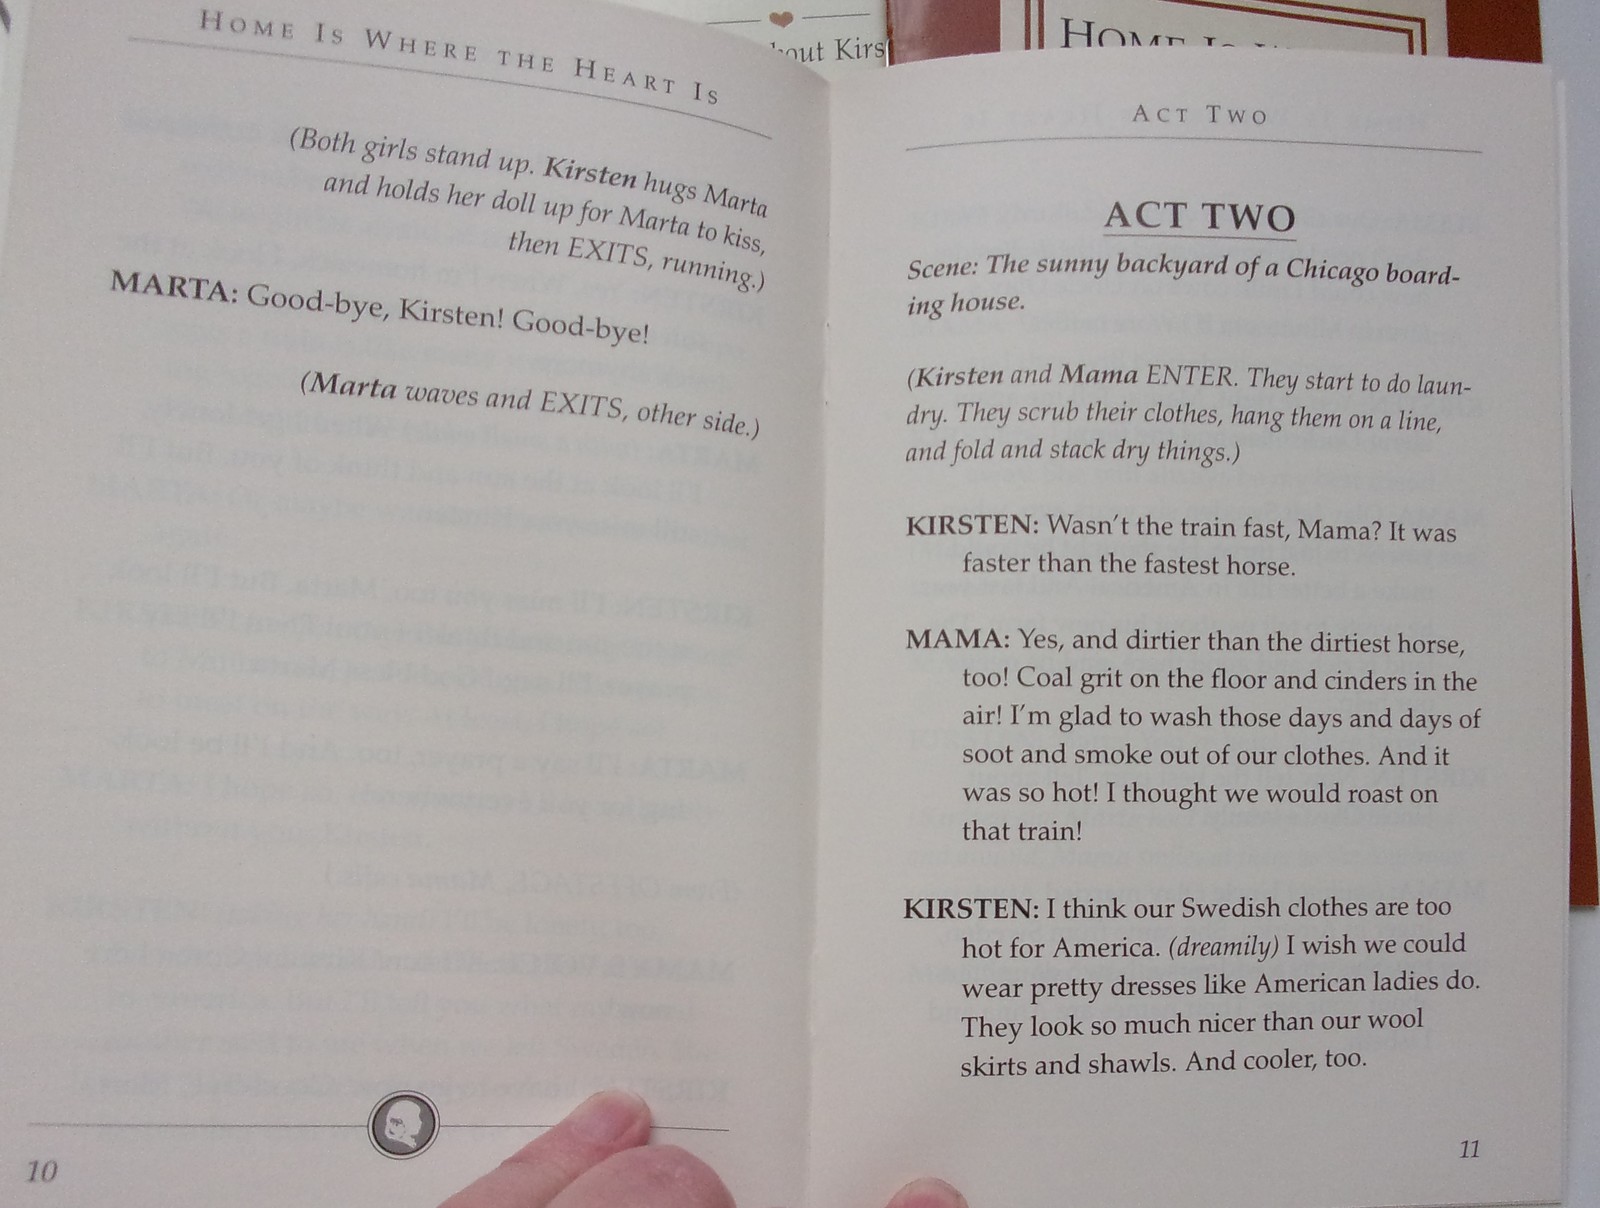 HOME IS WHERE THE HEART IS
(Both girls stand up. Kirsten hugs Marta
and holds her doll up for Marta to kiss,
then EXITS, running.)
MARTA: Good-bye, Kirsten! Good-bye!
(Marta waves and EXITS, other side.)
10
out Kirs
HOME IS
ACT TWO
ACT TWO
Scene: The sunny backyard of a Chicago board-
ing house.
(Kirsten and Mama ENTER. They start to do laun-
dry. They scrub their clothes, hang them on a line,
and fold and stack dry things.)
KIRSTEN: Wasn't the train fast, Mama? It was
faster than the fastest horse.
MAMA: Yes, and dirtier than the dirtiest horse,
too! Coal grit on the floor and cinders in the
air! I'm glad to wash those days and days of
soot and smoke out of our clothes. And it
was so hot! I thought we would roast on
that train!
KIRSTEN: I think our Swedish clothes are too
hot for America. (dreamily) I wish we could
wear pretty dresses like American ladies do.
They look so much nicer than our wool
skirts and shawls. And cooler, too.
11